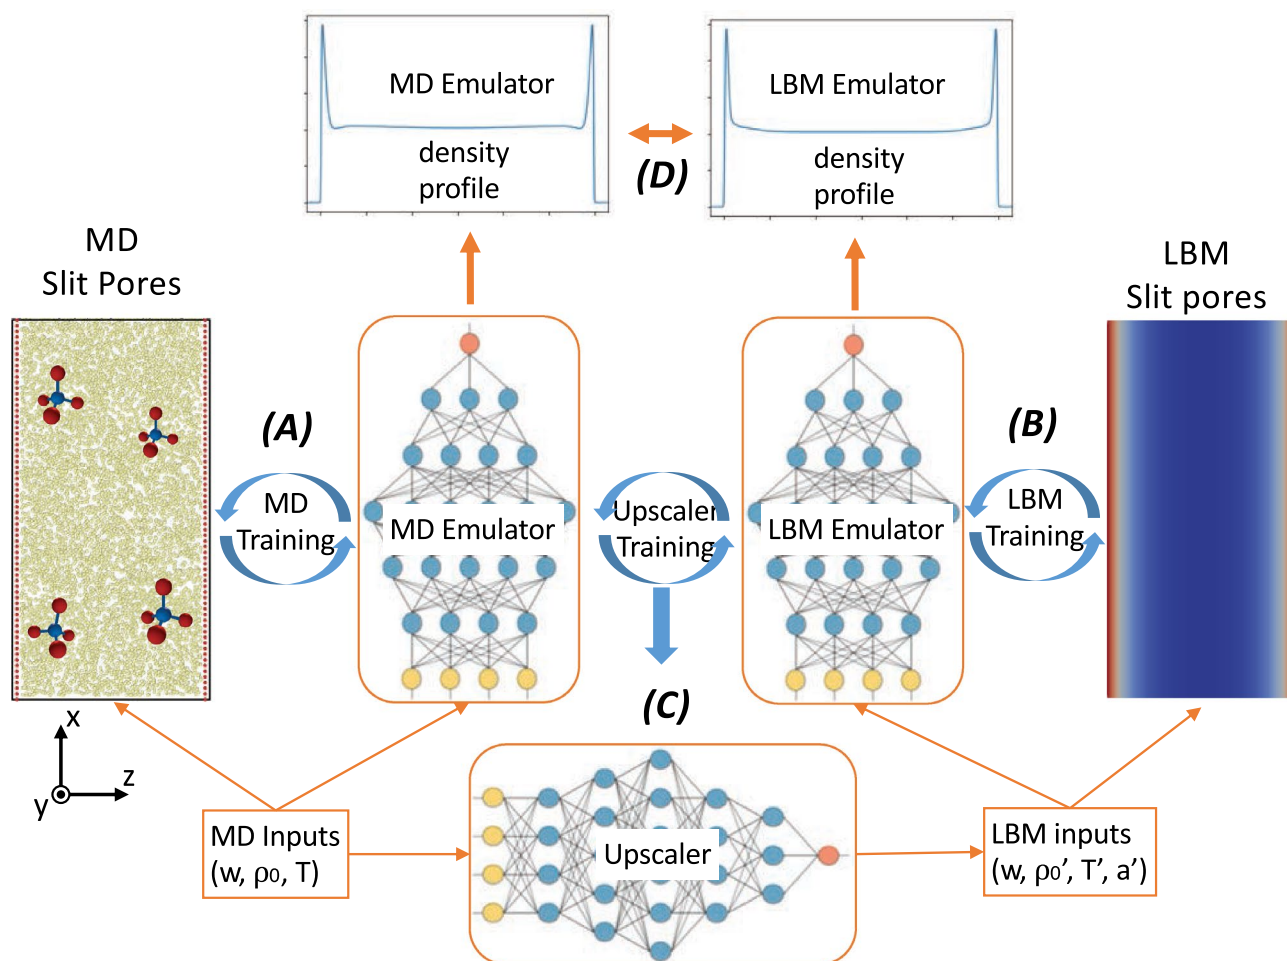 MD Emulator
density
profile
LBM Emulator
density
profile
(D)
MD
Slit Pores
LBM
Slit pores
(A)
MD
Training
MD Emulator
Upscaler
Training
LBM Emulator
(B)
LBM
Training
(C)
x
y
z
MD Inputs
(w, ρ₀, T)
Upscaler
LBM inputs
(w, ρ₀’, T’, a’)